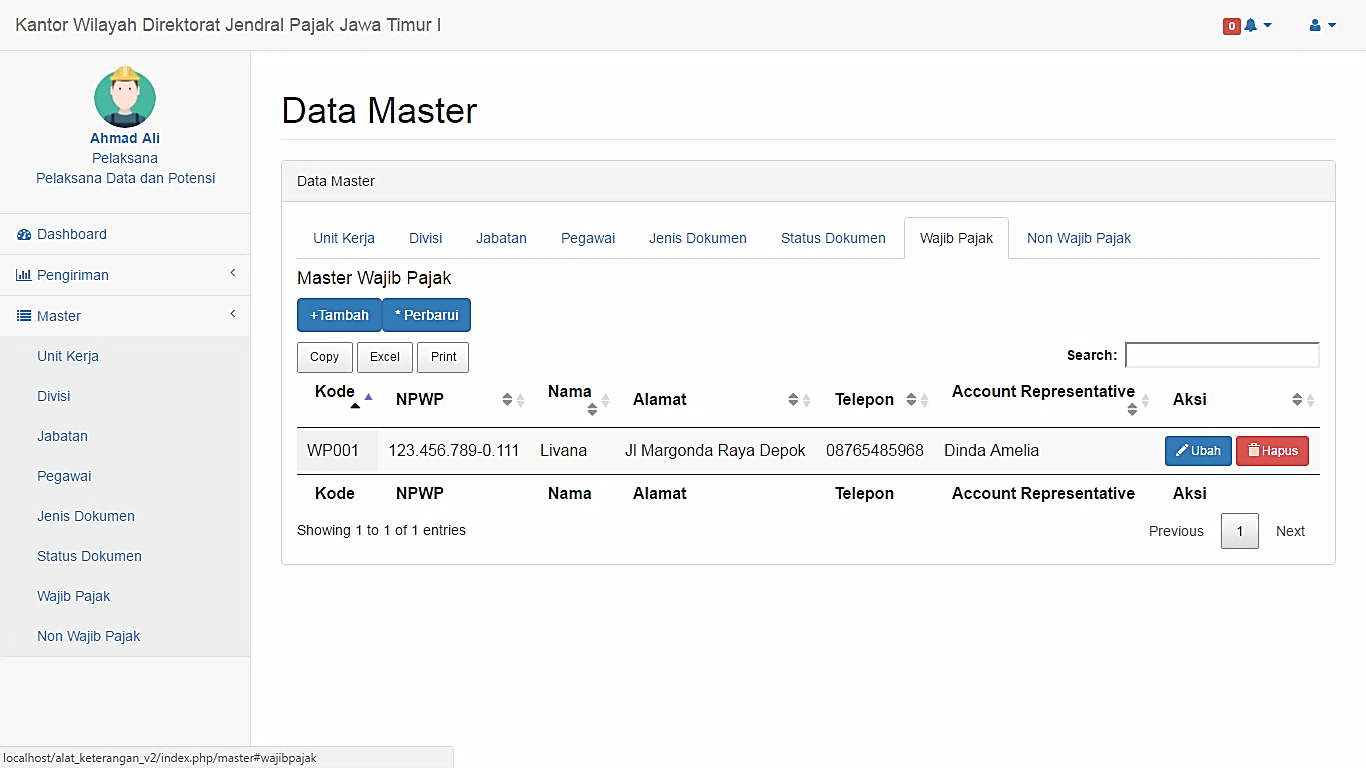 Kantor Wilayah Direktorat Jendral Pajak Jawa Timur I
0
Ahmad Ali
Pelaksana
Pelaksana Data dan Potensi
Dashboard
Pengiriman
Master
Unit Kerja
Divisi
Jabatan
Pegawai
Jenis Dokumen
Status Dokumen
Wajib Pajak
Non Wajib Pajak
Data Master
Data Master
Unit Kerja Divisi Jabatan Pegawai Jenis Dokumen Status Dokumen Wajib Pajak Non Wajib Pajak
Master Wajib Pajak
+Tambah * Perbarui
Copy Excel Print Search:
Kode NPWP Nama Alamat Telepon Account Representative Aksi
WP001 123.456.789-0.111 Livana Jl Margonda Raya Depok 08765485968 Dinda Amelia Ubah Hapus
Kode NPWP Nama Alamat Telepon Account Representative Aksi
Showing 1 to 1 of 1 entries Previous 1 Next
localhost/alat_keterangan_v2/index.php/master#wajibpajak